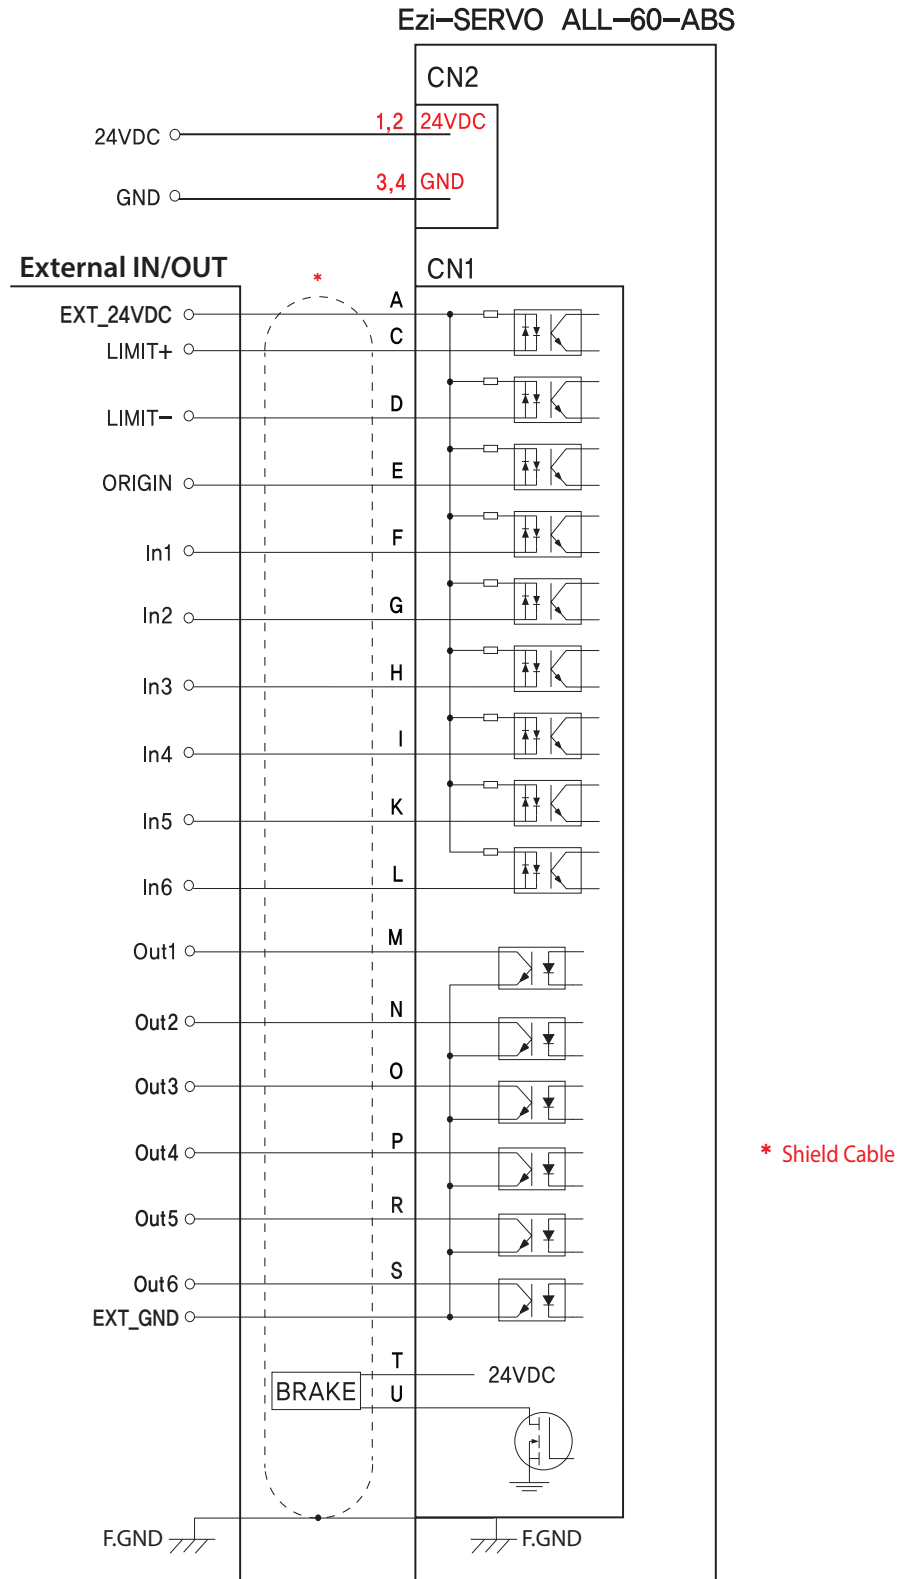 Ezi-SERVO ALL-60-ABS
CN2
24VDC 1,2 24VDC
GND 3,4 GND
External IN/OUT * CN1
EXT_24VDC A
LIMIT+ C
LIMIT- D
ORIGIN E
In1 F
In2 G
In3 H
In4 I
In5 K
In6 L
Out1 M
Out2 N
Out3 O
Out4 P
* Shield Cable
Out5 R
Out6 S
EXT_GND
T 24VDC
BRAKE U
F.GND F.GND